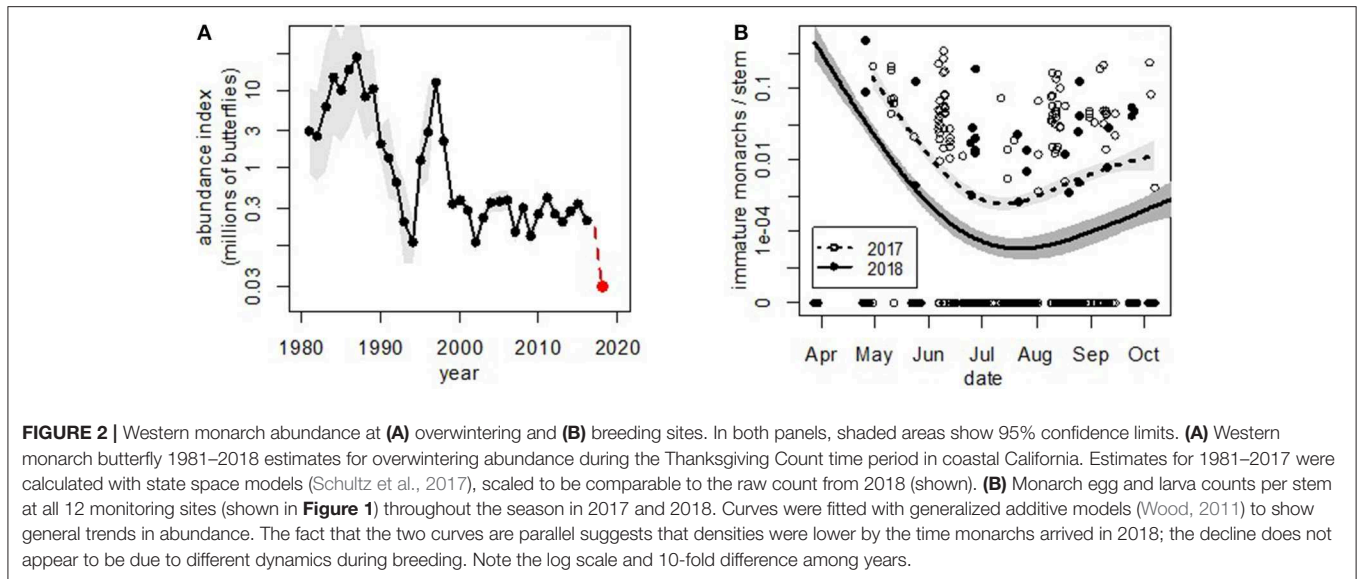 A
abundance index
(millions of butterflies)
10
3
1
0.3
0.03
1980
1990
2000
2010
2020
year
B
immature monarchs / stem
0.1
0.01
1e-04
0
2017
2018
Apr
May
Jun
Jul
Aug
Sep
Oct
date
FIGURE 2 | Western monarch abundance at (A) overwintering and (B) breeding sites. In both panels, shaded areas show 95% confidence limits. (A) Western
monarch butterfly 1981–2018 estimates for overwintering abundance during the Thanksgiving Count time period in coastal California. Estimates for 1981–2017 were
calculated with state space models (Schultz et al., 2017), scaled to be comparable to the raw count from 2018 (shown). (B) Monarch egg and larva counts per stem
at all 12 monitoring sites (shown in Figure 1) throughout the season in 2017 and 2018. Curves were fitted with generalized additive models (Wood, 2011) to show
general trends in abundance. The fact that the two curves are parallel suggests that densities were lower by the time monarchs arrived in 2018; the decline does not
appear to be due to different dynamics during breeding. Note the log scale and 10-fold difference among years.